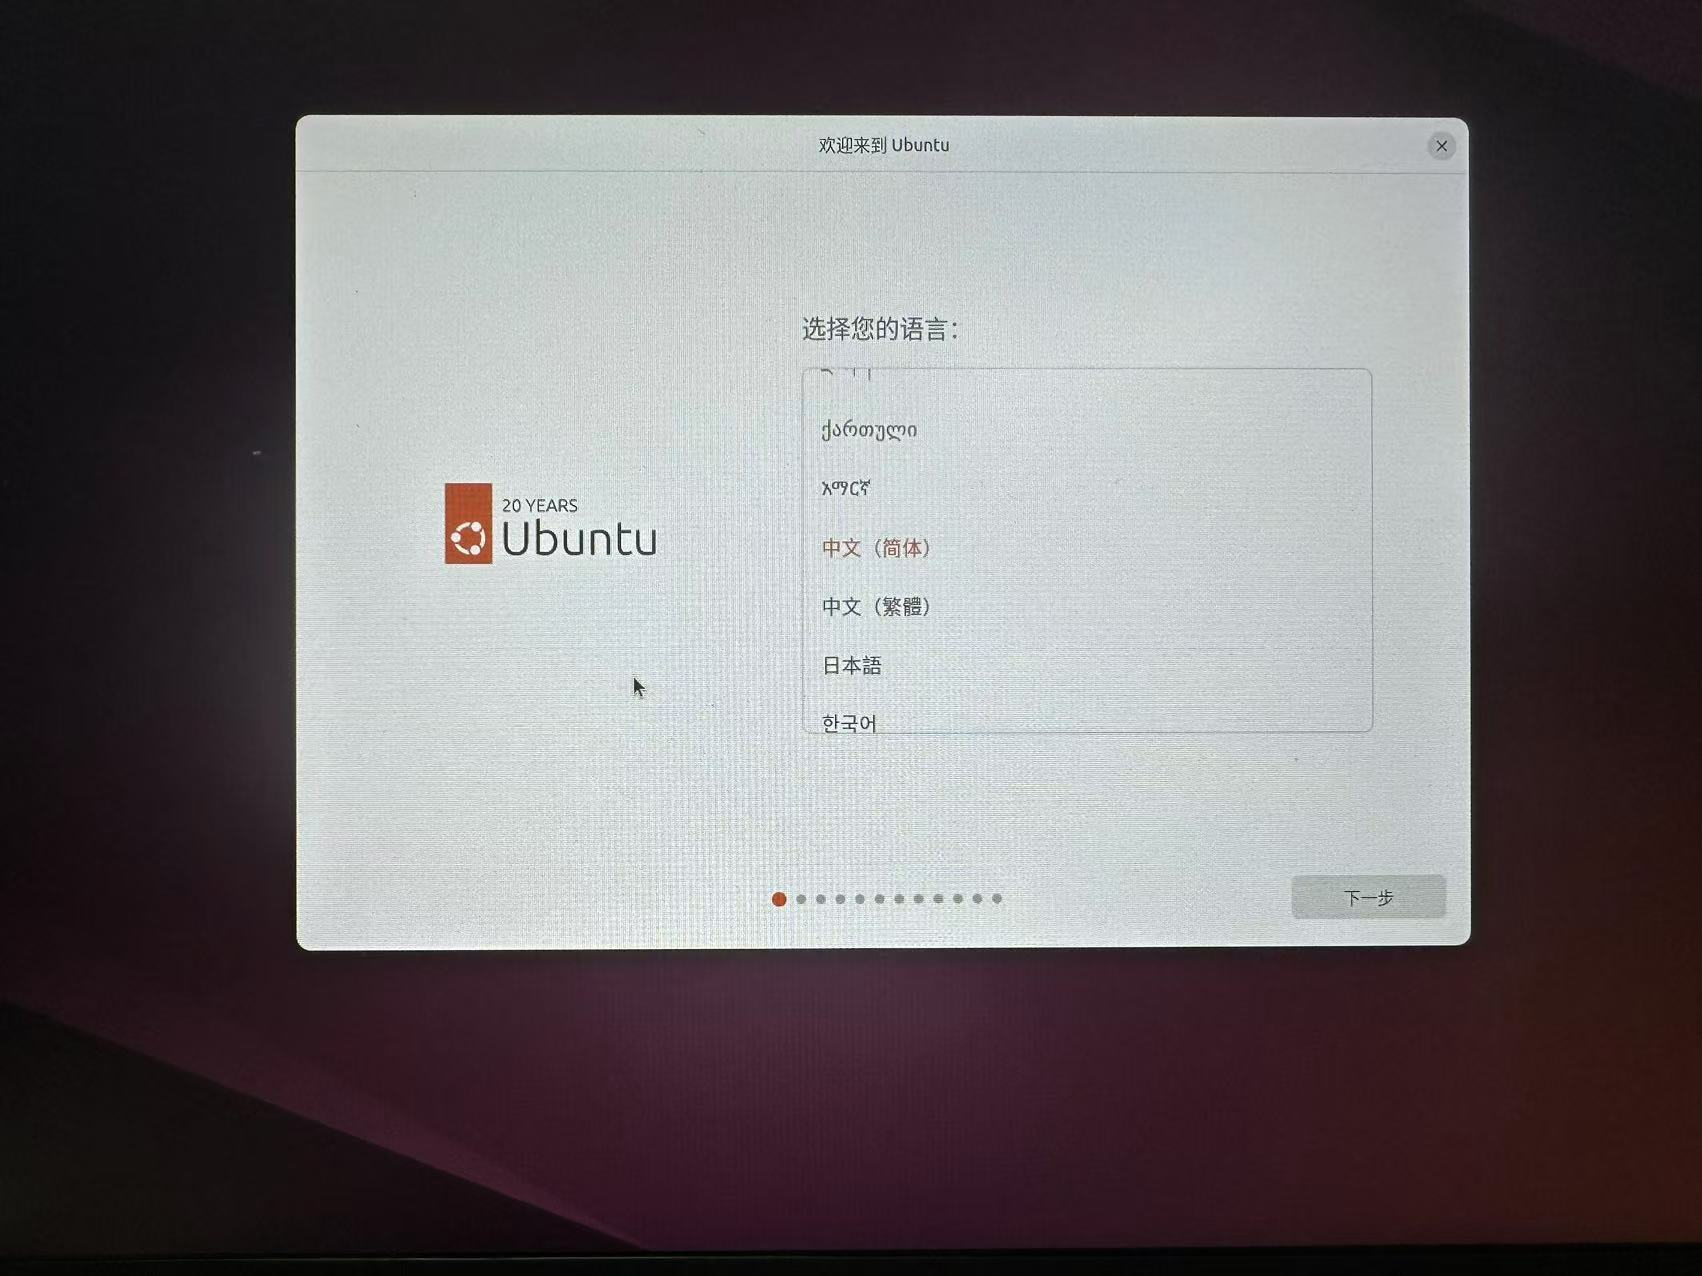 欢迎来到 Ubuntu
选择您的语言：
ქართული
አማርኛ
中文（简体）
中文（繁體）
日本語
한국어
20 YEARS
Ubuntu
下一步